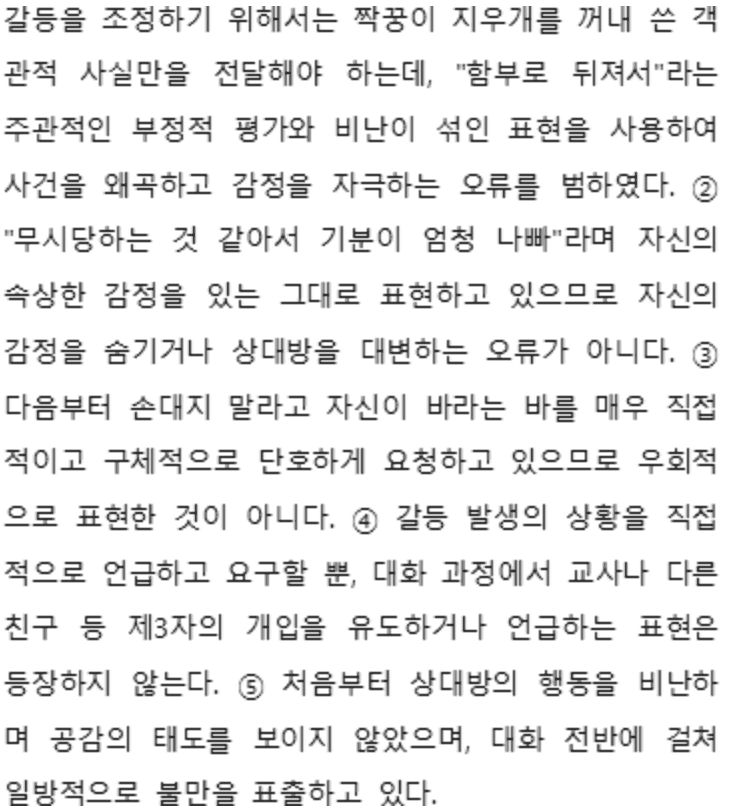 갈등을 조정하기 위해서는 짝꿍이 지우개를 꺼내 쓴 객
관적 사실만을 전달해야 하는데, "함부로 뒤져서"라는
주관적인 부정적 평가와 비난이 섞인 표현을 사용하여
사건을 왜곡하고 감정을 자극하는 오류를 범하였다. ②
"무시당하는 것 같아서 기분이 엄청 나빠"라며 자신의
속상한 감정을 있는 그대로 표현하고 있으므로 자신의
감정을 숨기거나 상대방을 대변하는 오류가 아니다. ③
다음부터 손대지 말라고 자신이 바라는 바를 매우 직접
적이고 구체적으로 단호하게 요청하고 있으므로 우회적
으로 표현한 것이 아니다. ④ 갈등 발생의 상황을 직접
적으로 언급하고 요구할 뿐, 대화 과정에서 교사나 다른
친구 등 제3자의 개입을 유도하거나 언급하는 표현은
등장하지 않는다. ⑤ 처음부터 상대방의 행동을 비난하
며 공감의 태도를 보이지 않았으며, 대화 전반에 걸쳐
일방적으로 불만을 표출하고 있다.